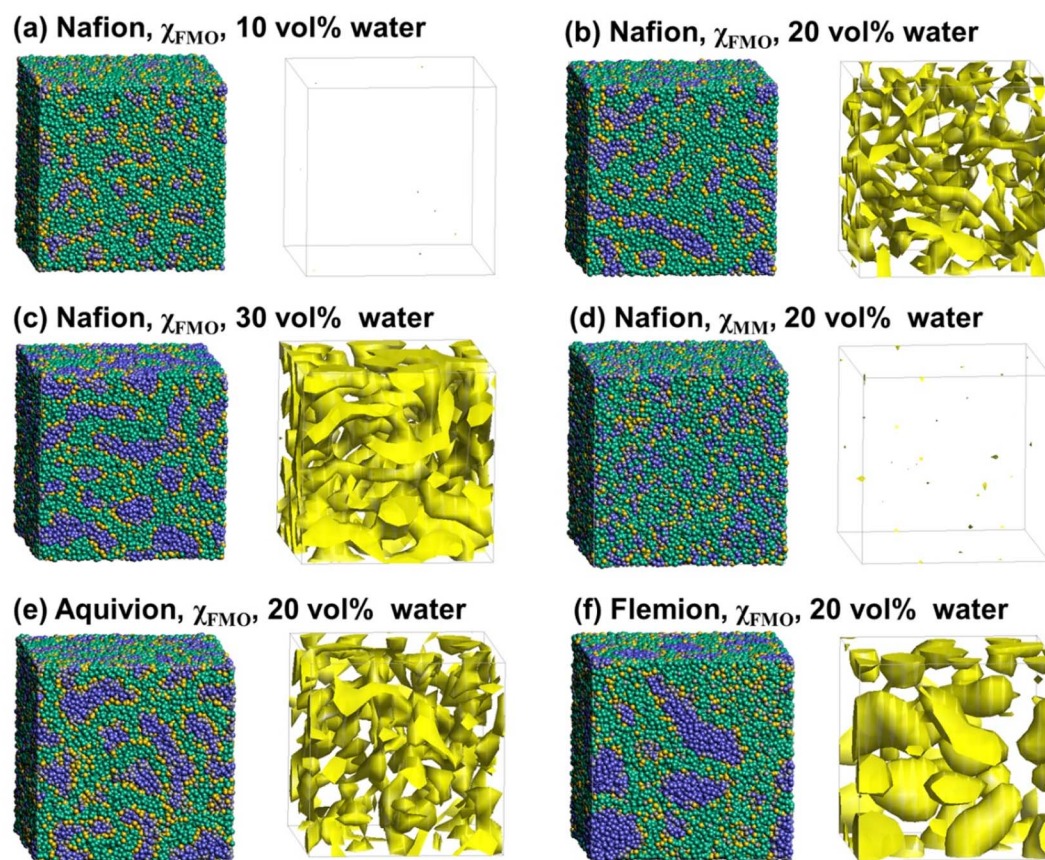 (a) Nafion, χFMO, 10 vol% water
(b) Nafion, χFMO, 20 vol% water
(c) Nafion, χFMO, 30 vol%  water
(d) Nafion, χMM, 20 vol%  water
(e) Aquivion, χFMO, 20 vol%  water
(f) Flemion, χFMO, 20 vol%  water